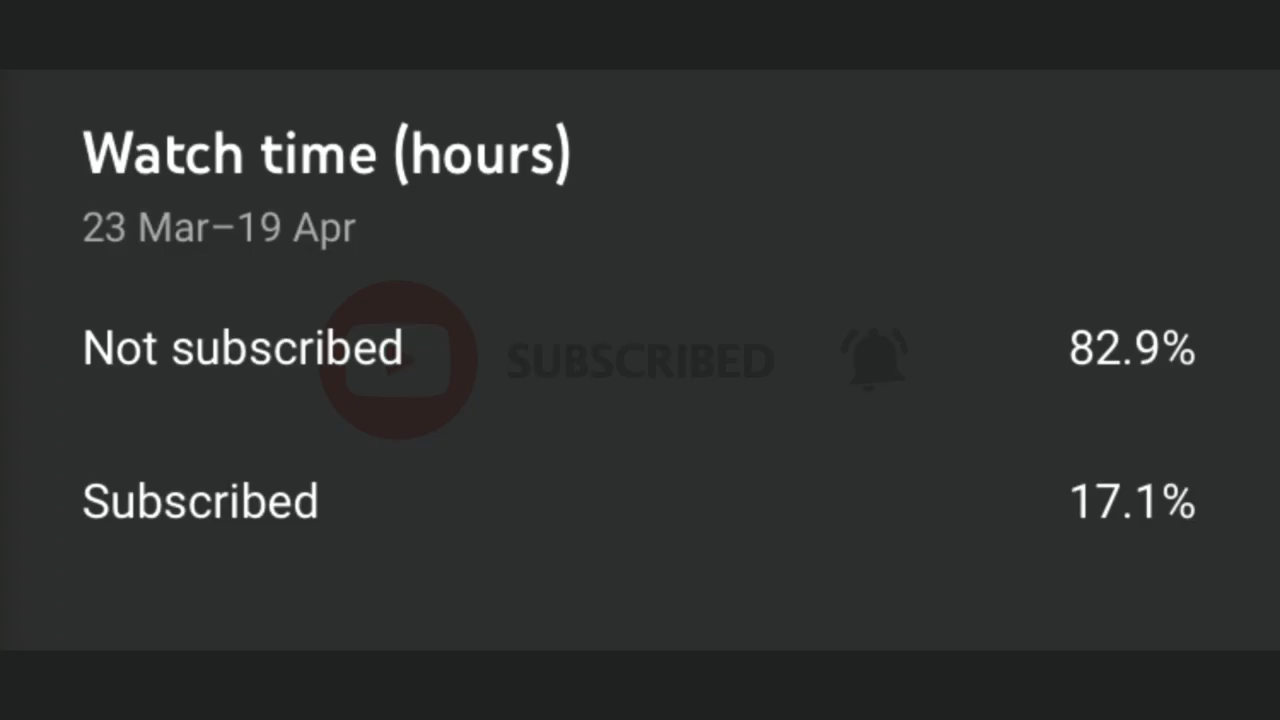 Watch time (hours)
23 Mar–19 Apr
Not subscribed 82.9%
SUBSCRIBED
Subscribed 17.1%